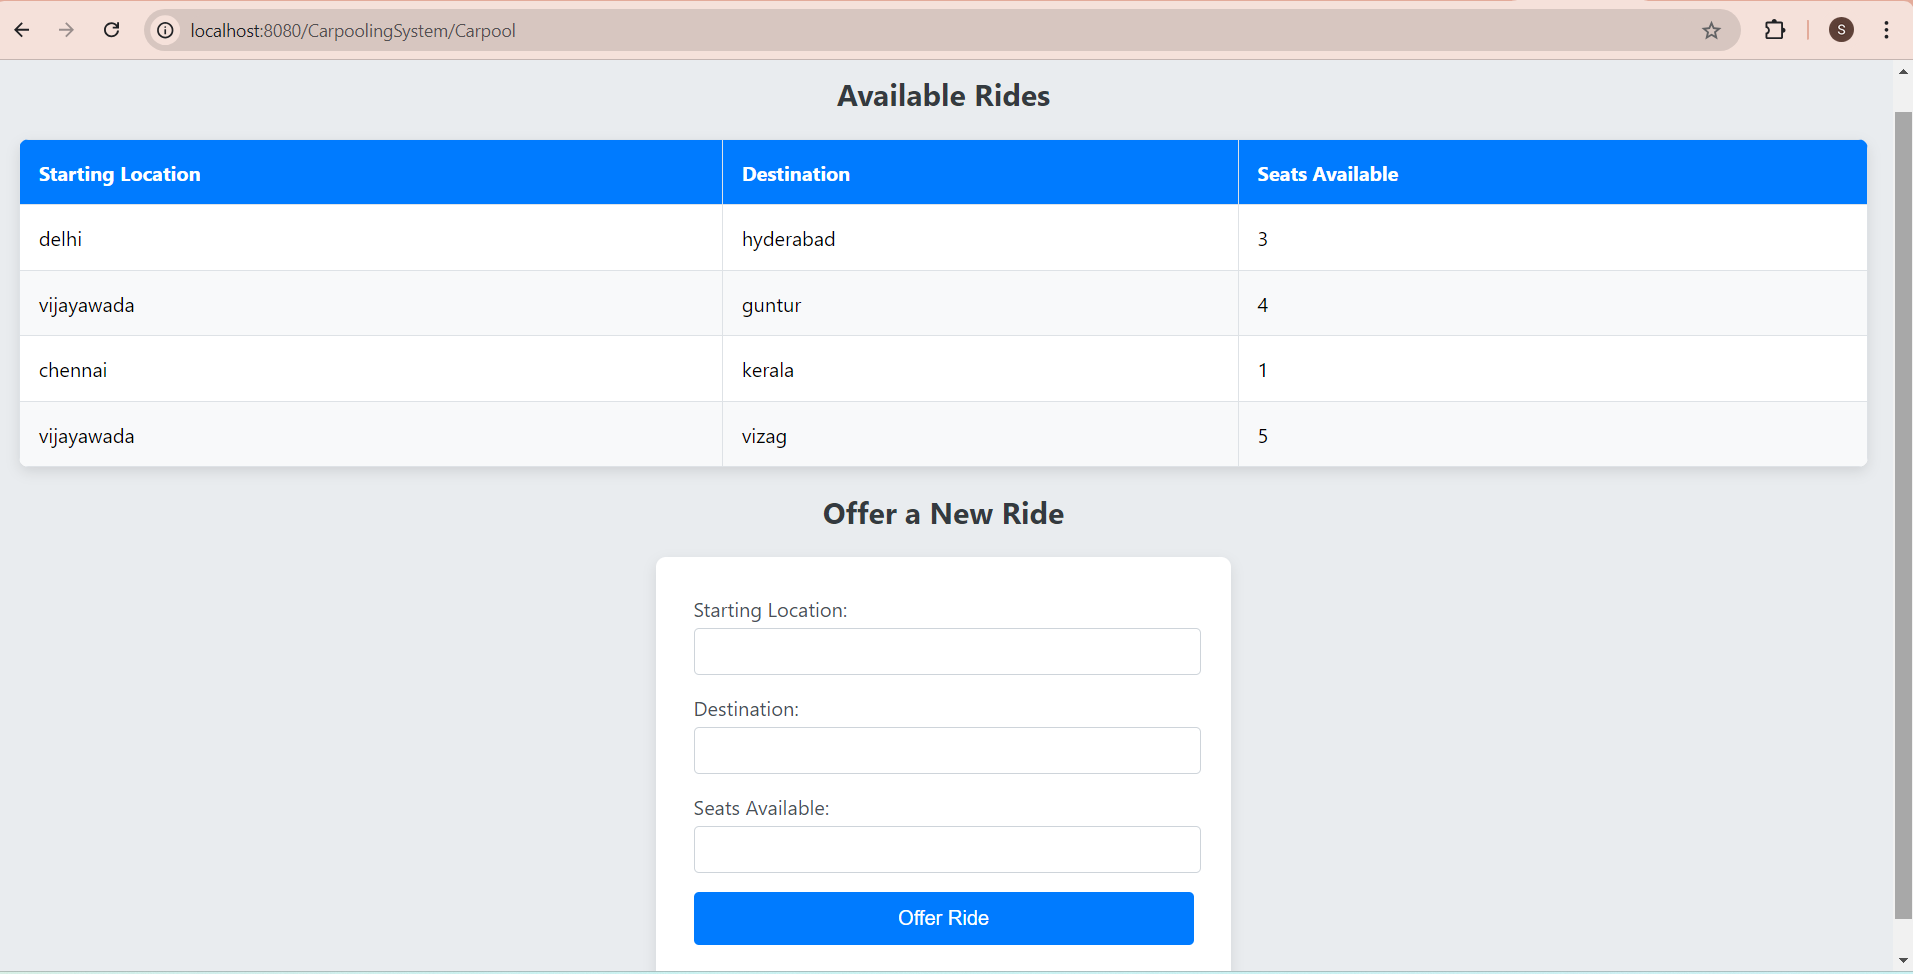 localhost:8080/CarpoolingSystem/Carpool
S
Available Rides
Starting Location Destination Seats Available
delhi hyderabad 3
vijayawada guntur 4
chennai kerala 1
vijayawada vizag 5
Offer a New Ride
Starting Location:
Destination:
Seats Available:
Offer Ride